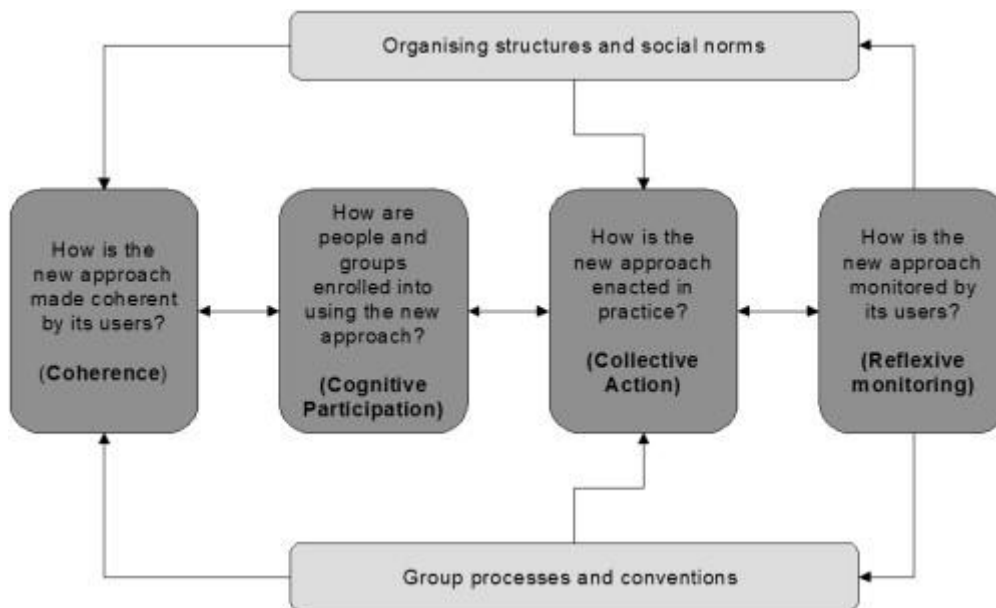 Organising structures and social norms
How is the
new approach
made coherent
by its users?
(Coherence)
How are
people and
groups
enrolled into
using the new
approach?
(Cognitive
Participation)
How is the
new approach
enacted in
practice?
(Collective
Action)
How is the
new approach
monitored by
its users?
(Reflexive
monitoring)
Group processes and conventions